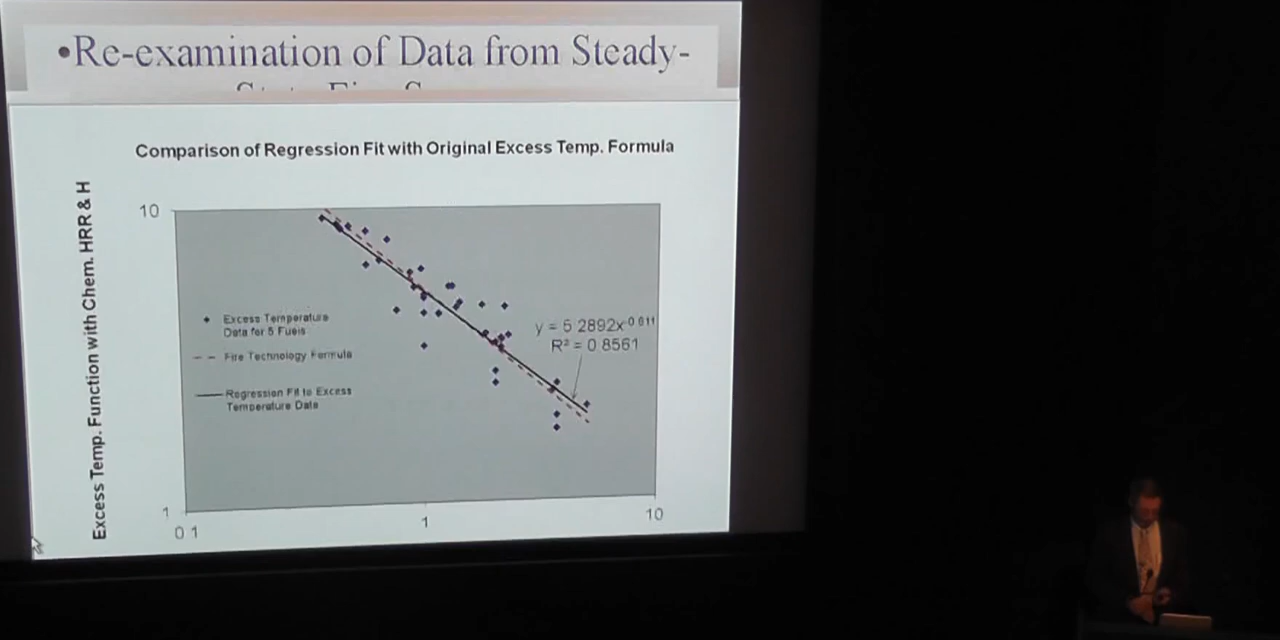 •Re-examination of Data from Steady-
Comparison of Regression Fit with Original Excess Temp. Formula
Excess Temp. Function with Chem. HRR & H
10
Excess Temperature
Data for 5 Fuels
Fire Technology Formula
Regression Fit to Excess
Temperature Data
y = 5.2892x-0.611
R² = 0.8561
1
0.1
1
10